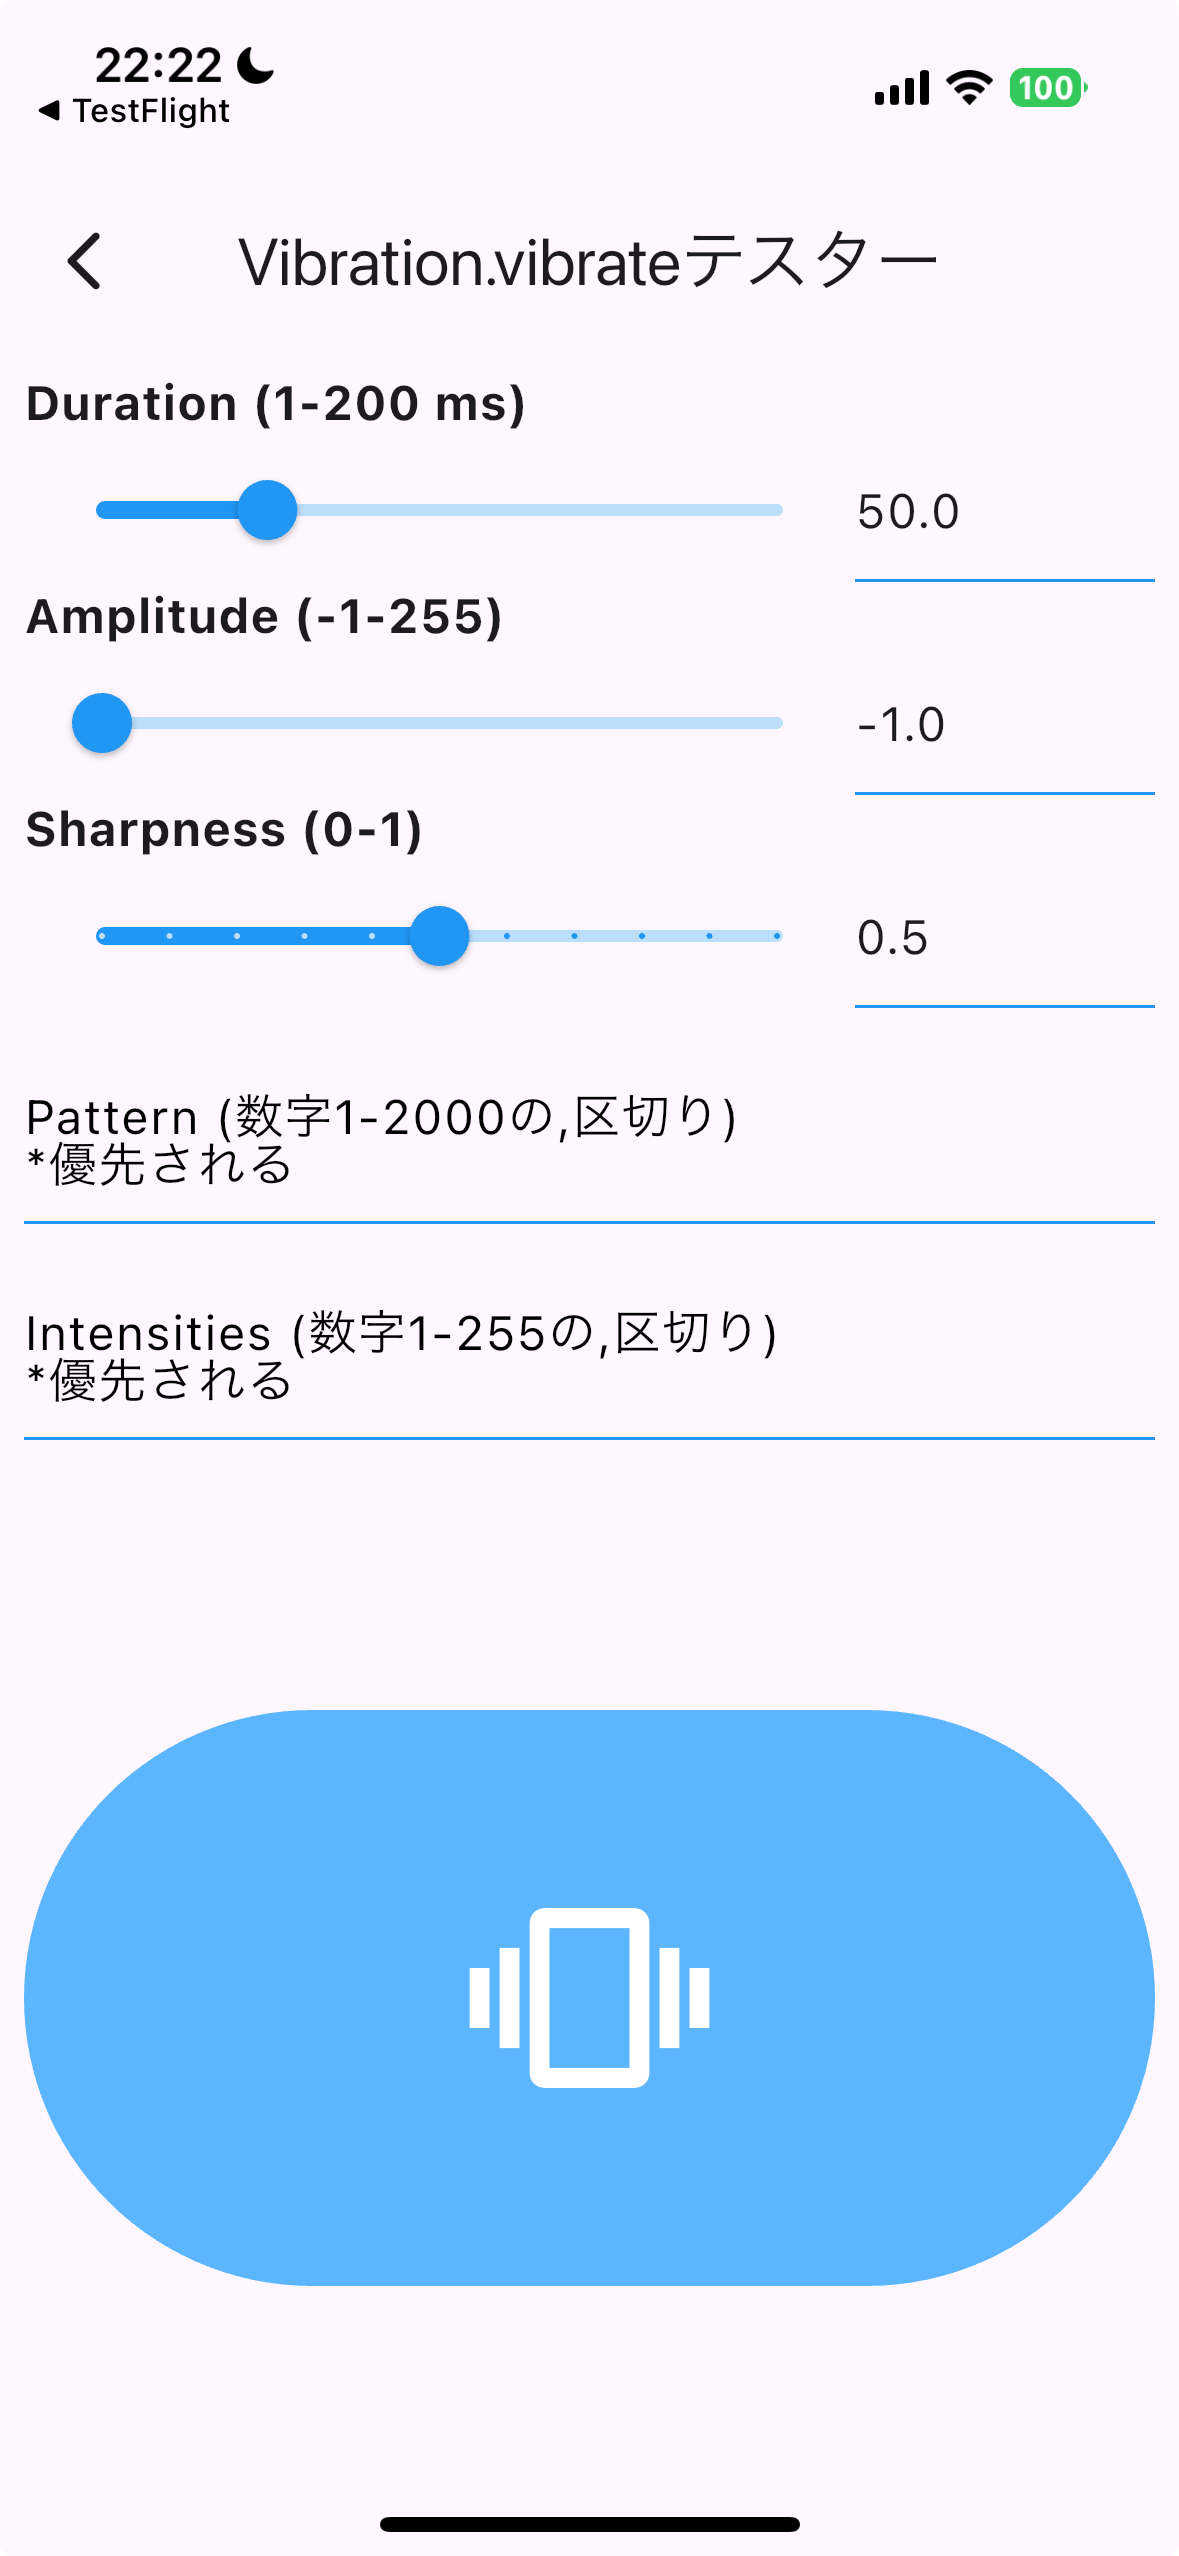 22:22
◀ TestFlight
100
Vibration.vibrateテスター
Duration (1-200 ms)
50.0
Amplitude (-1-255)
-1.0
Sharpness (0-1)
0.5
Pattern (数字1-2000の,区切り)
*優先される
Intensities (数字1-255の,区切り)
*優先される